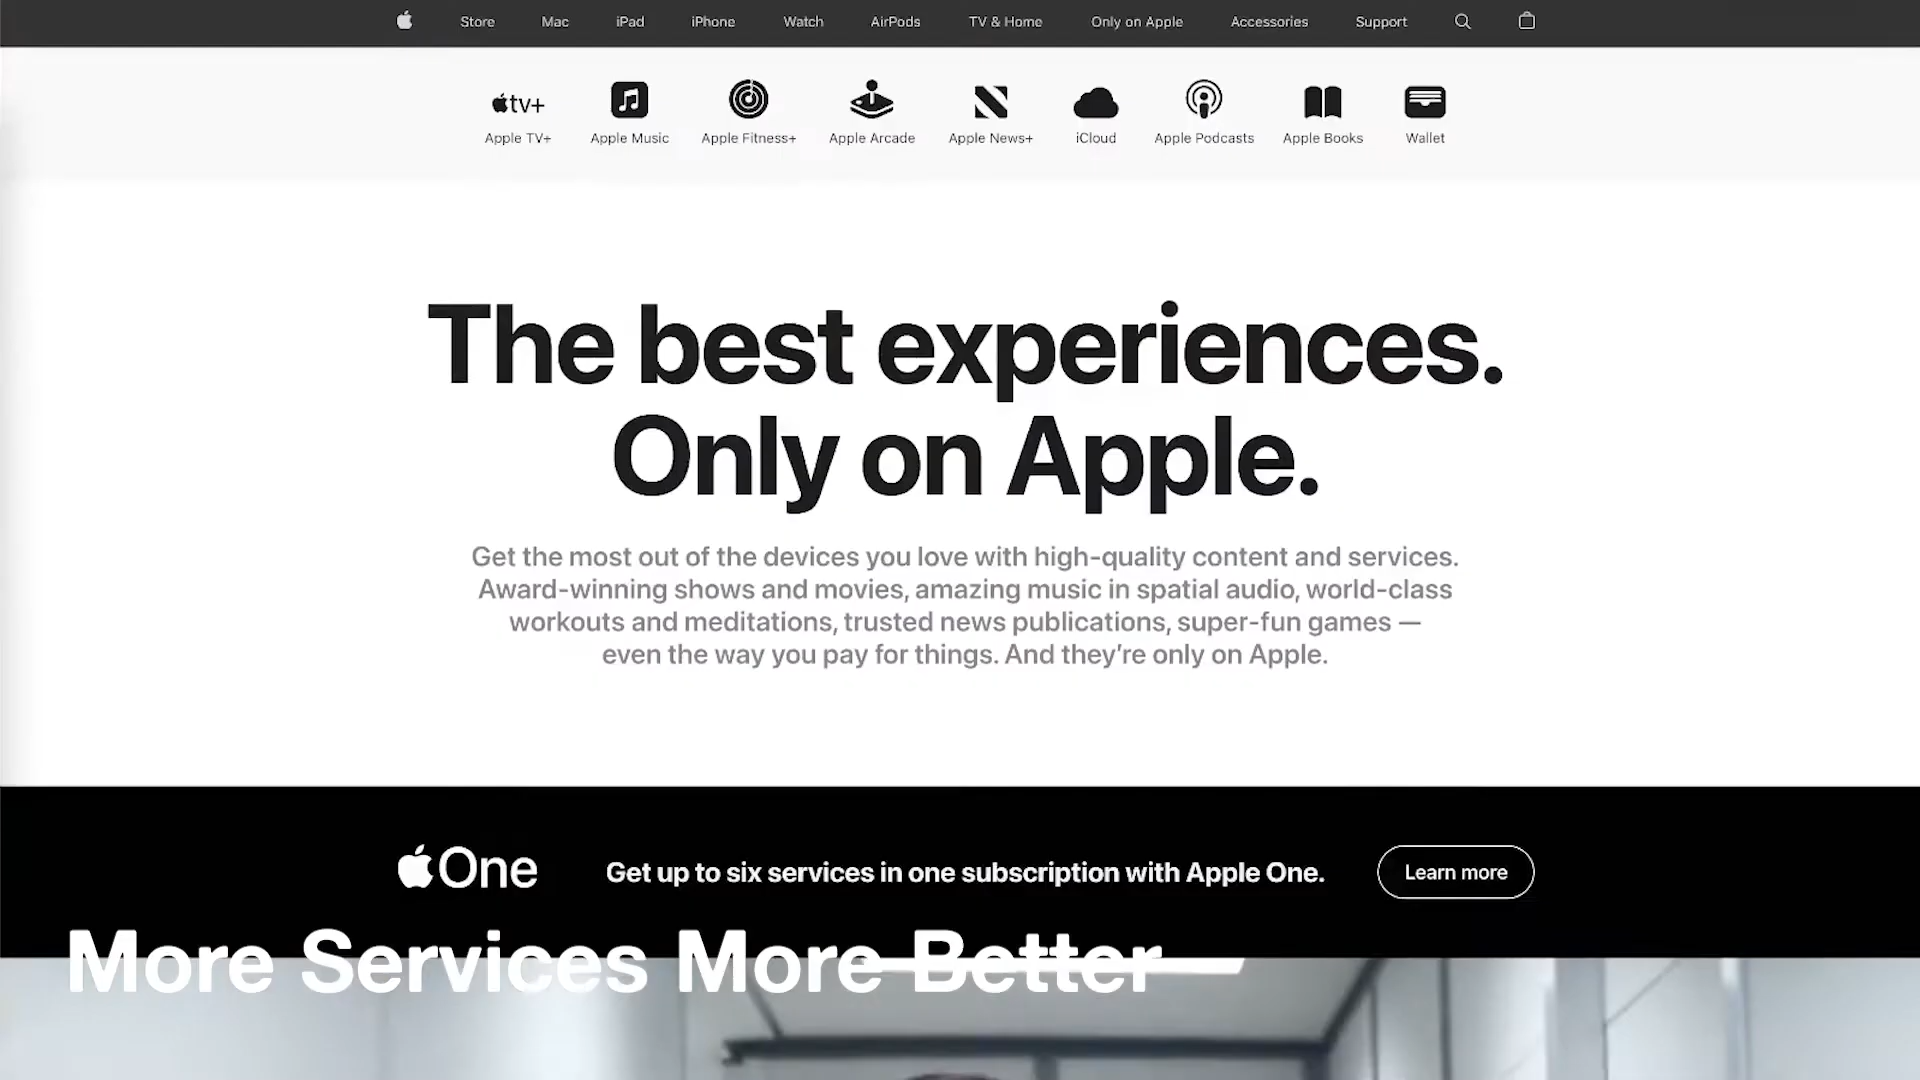 Store Mac iPad iPhone Watch AirPods TV & Home Only on Apple Accessories Support
tv+
Apple TV+ Apple Music Apple Fitness+ Apple Arcade Apple News+ iCloud Apple Podcasts Apple Books Wallet
The best experiences.
Only on Apple.
Get the most out of the devices you love with high-quality content and services.
Award-winning shows and movies, amazing music in spatial audio, world-class
workouts and meditations, trusted news publications, super-fun games —
even the way you pay for things. And they’re only on Apple.
One Get up to six services in one subscription with Apple One. Learn more
More Services More Better